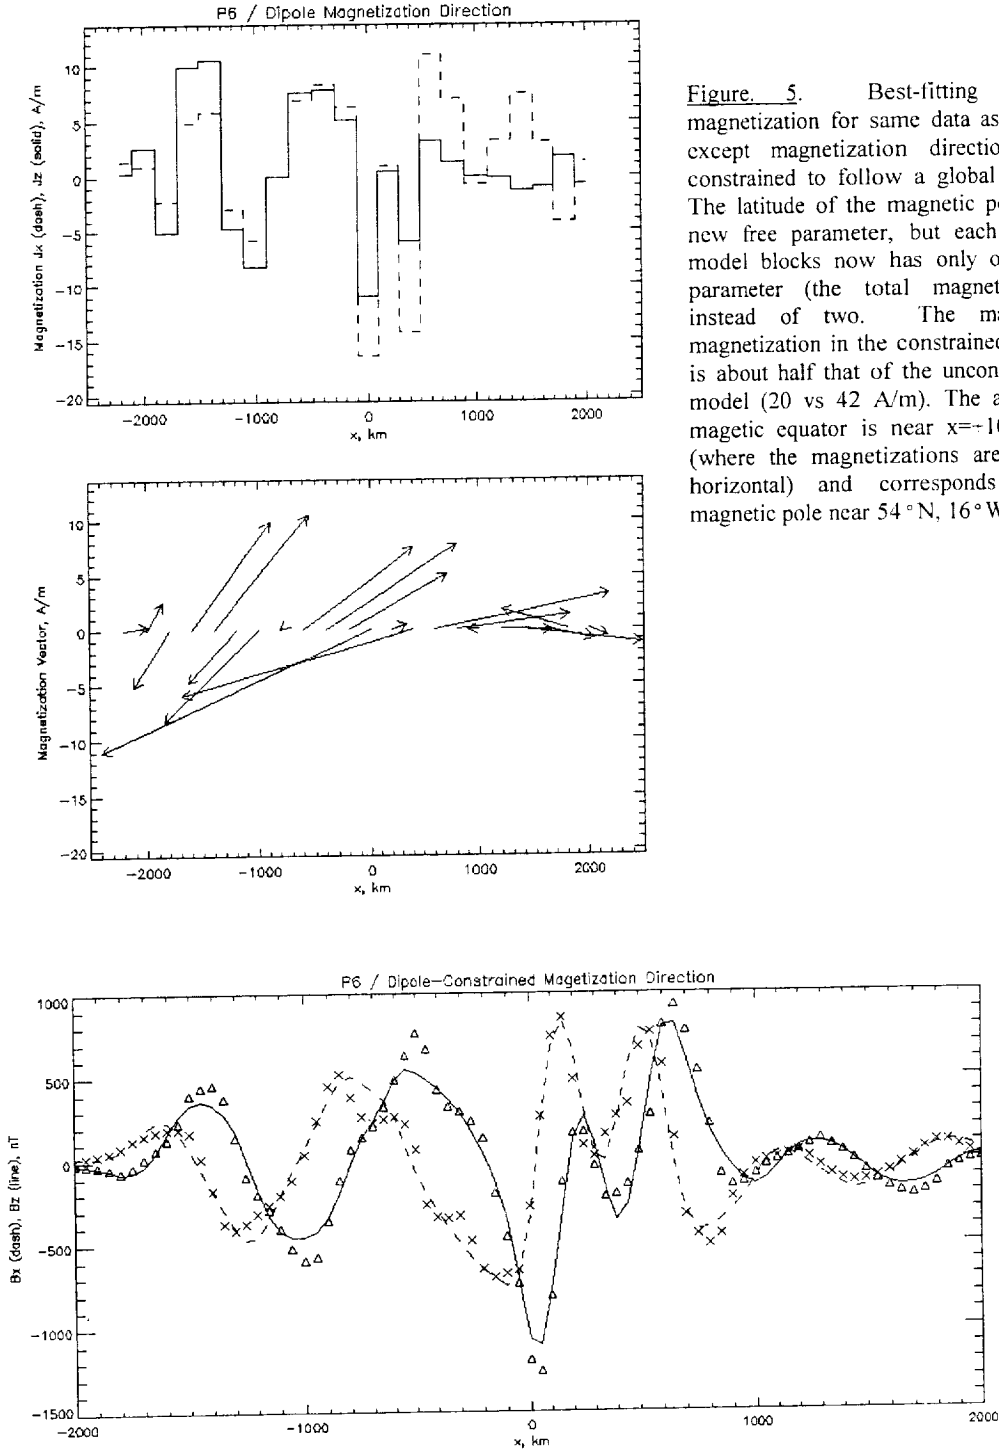 P6 / Dipole Magnetization Direction
Magnetization Jx (dash), Jz (solid), A/m
10
5
0
-5
-10
-15
-20
-2000 -1000 0 1000 2000
x, km
Figure. 5. Best-fitting
magnetization for same data as
except magnetization directio
constrained to follow a global
The latitude of the magnetic p
new free parameter, but each
model blocks now has only o
parameter (the total magnet
instead of two. The ma
magnetization in the constrained
is about half that of the uncon
model (20 vs 42 A/m). The a
magetic equator is near x=-16
(where the magnetizations are
horizontal) and corresponds
magnetic pole near 54°N, 16°W
Magnetization Vector, A/m
10
5
0
-5
-10
-15
-20
-2000 -1000 0 1000 2000
x, km
P6 / Dipole-Constrained Magetization Direction
Bx (dash), Bz (line), nT
1000
500
0
-500
-1000
-1500
-2000 -1000 0 1000 2000
x, km